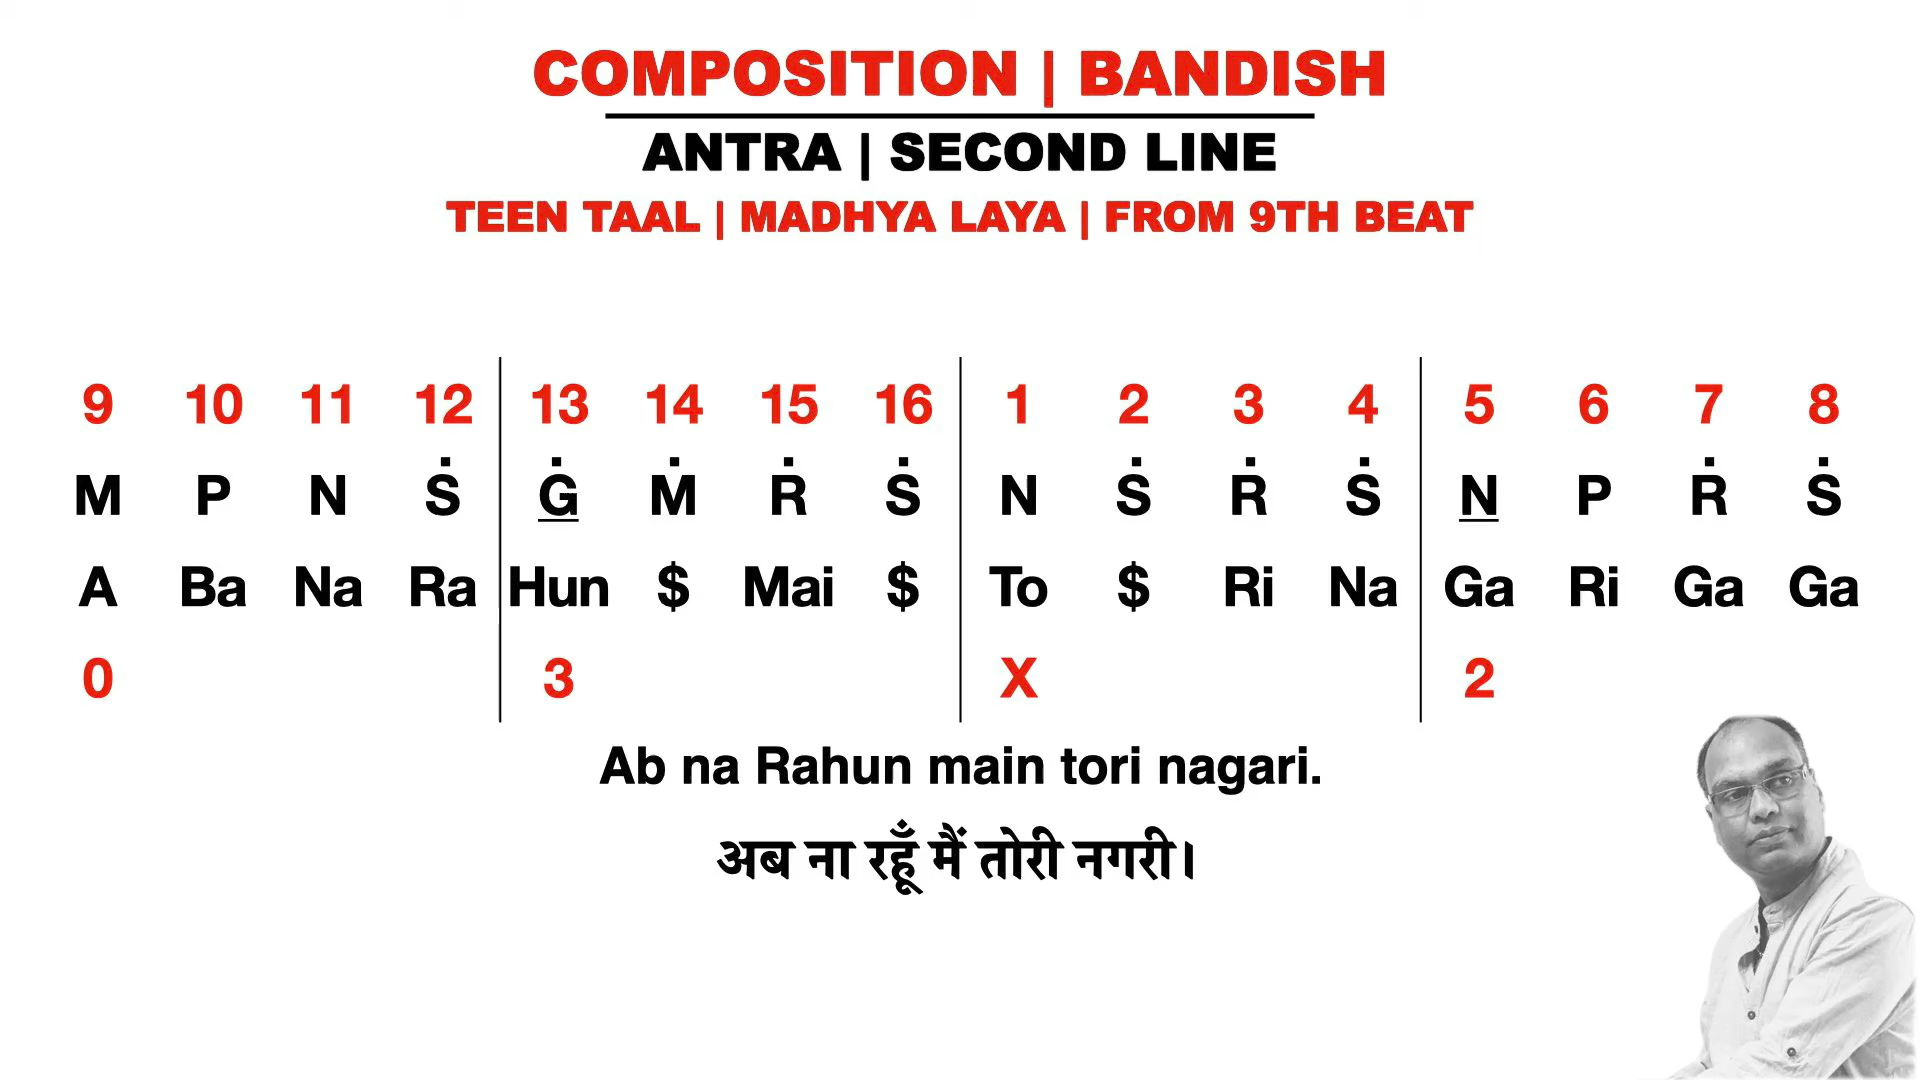 COMPOSITION | BANDISH
ANTRA | SECOND LINE
TEEN TAAL | MADHYA LAYA | FROM 9TH BEAT
9 10 11 12 13 14 15 16 1 2 3 4 5 6 7 8
M P N Ṡ Ġ̲ Ṁ Ṙ Ṡ N Ṡ Ṙ Ṡ N̲ P Ṙ Ṡ
A Ba Na Ra Hun $ Mai $ To $ Ri Na Ga Ri Ga Ga
0 3 X 2
Ab na Rahun main tori nagari.
अब ना रहूँ मैं तोरी नगरी।